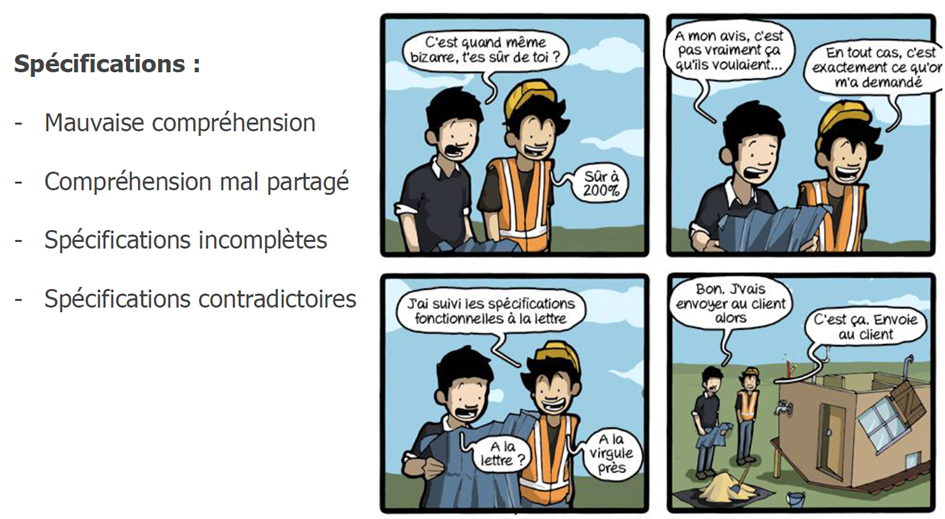 Spécifications :
- Mauvaise compréhension
- Compréhension mal partagé
- Spécifications incomplètes
- Spécifications contradictoires
C'est quand même
bizarre, t'es sûr de toi ?
Sûr à
200%
A mon avis, c'est
pas vraiment ça
qu'ils voulaient...
En tout cas, c'est
exactement ce qu'on
m'a demandé
J'ai suivi les spécifications
fonctionnelles à la lettre
A la
lettre ?
A la
virgule
près
Bon. J'vais
envoyer au client
alors
C'est ça. Envoie
au client